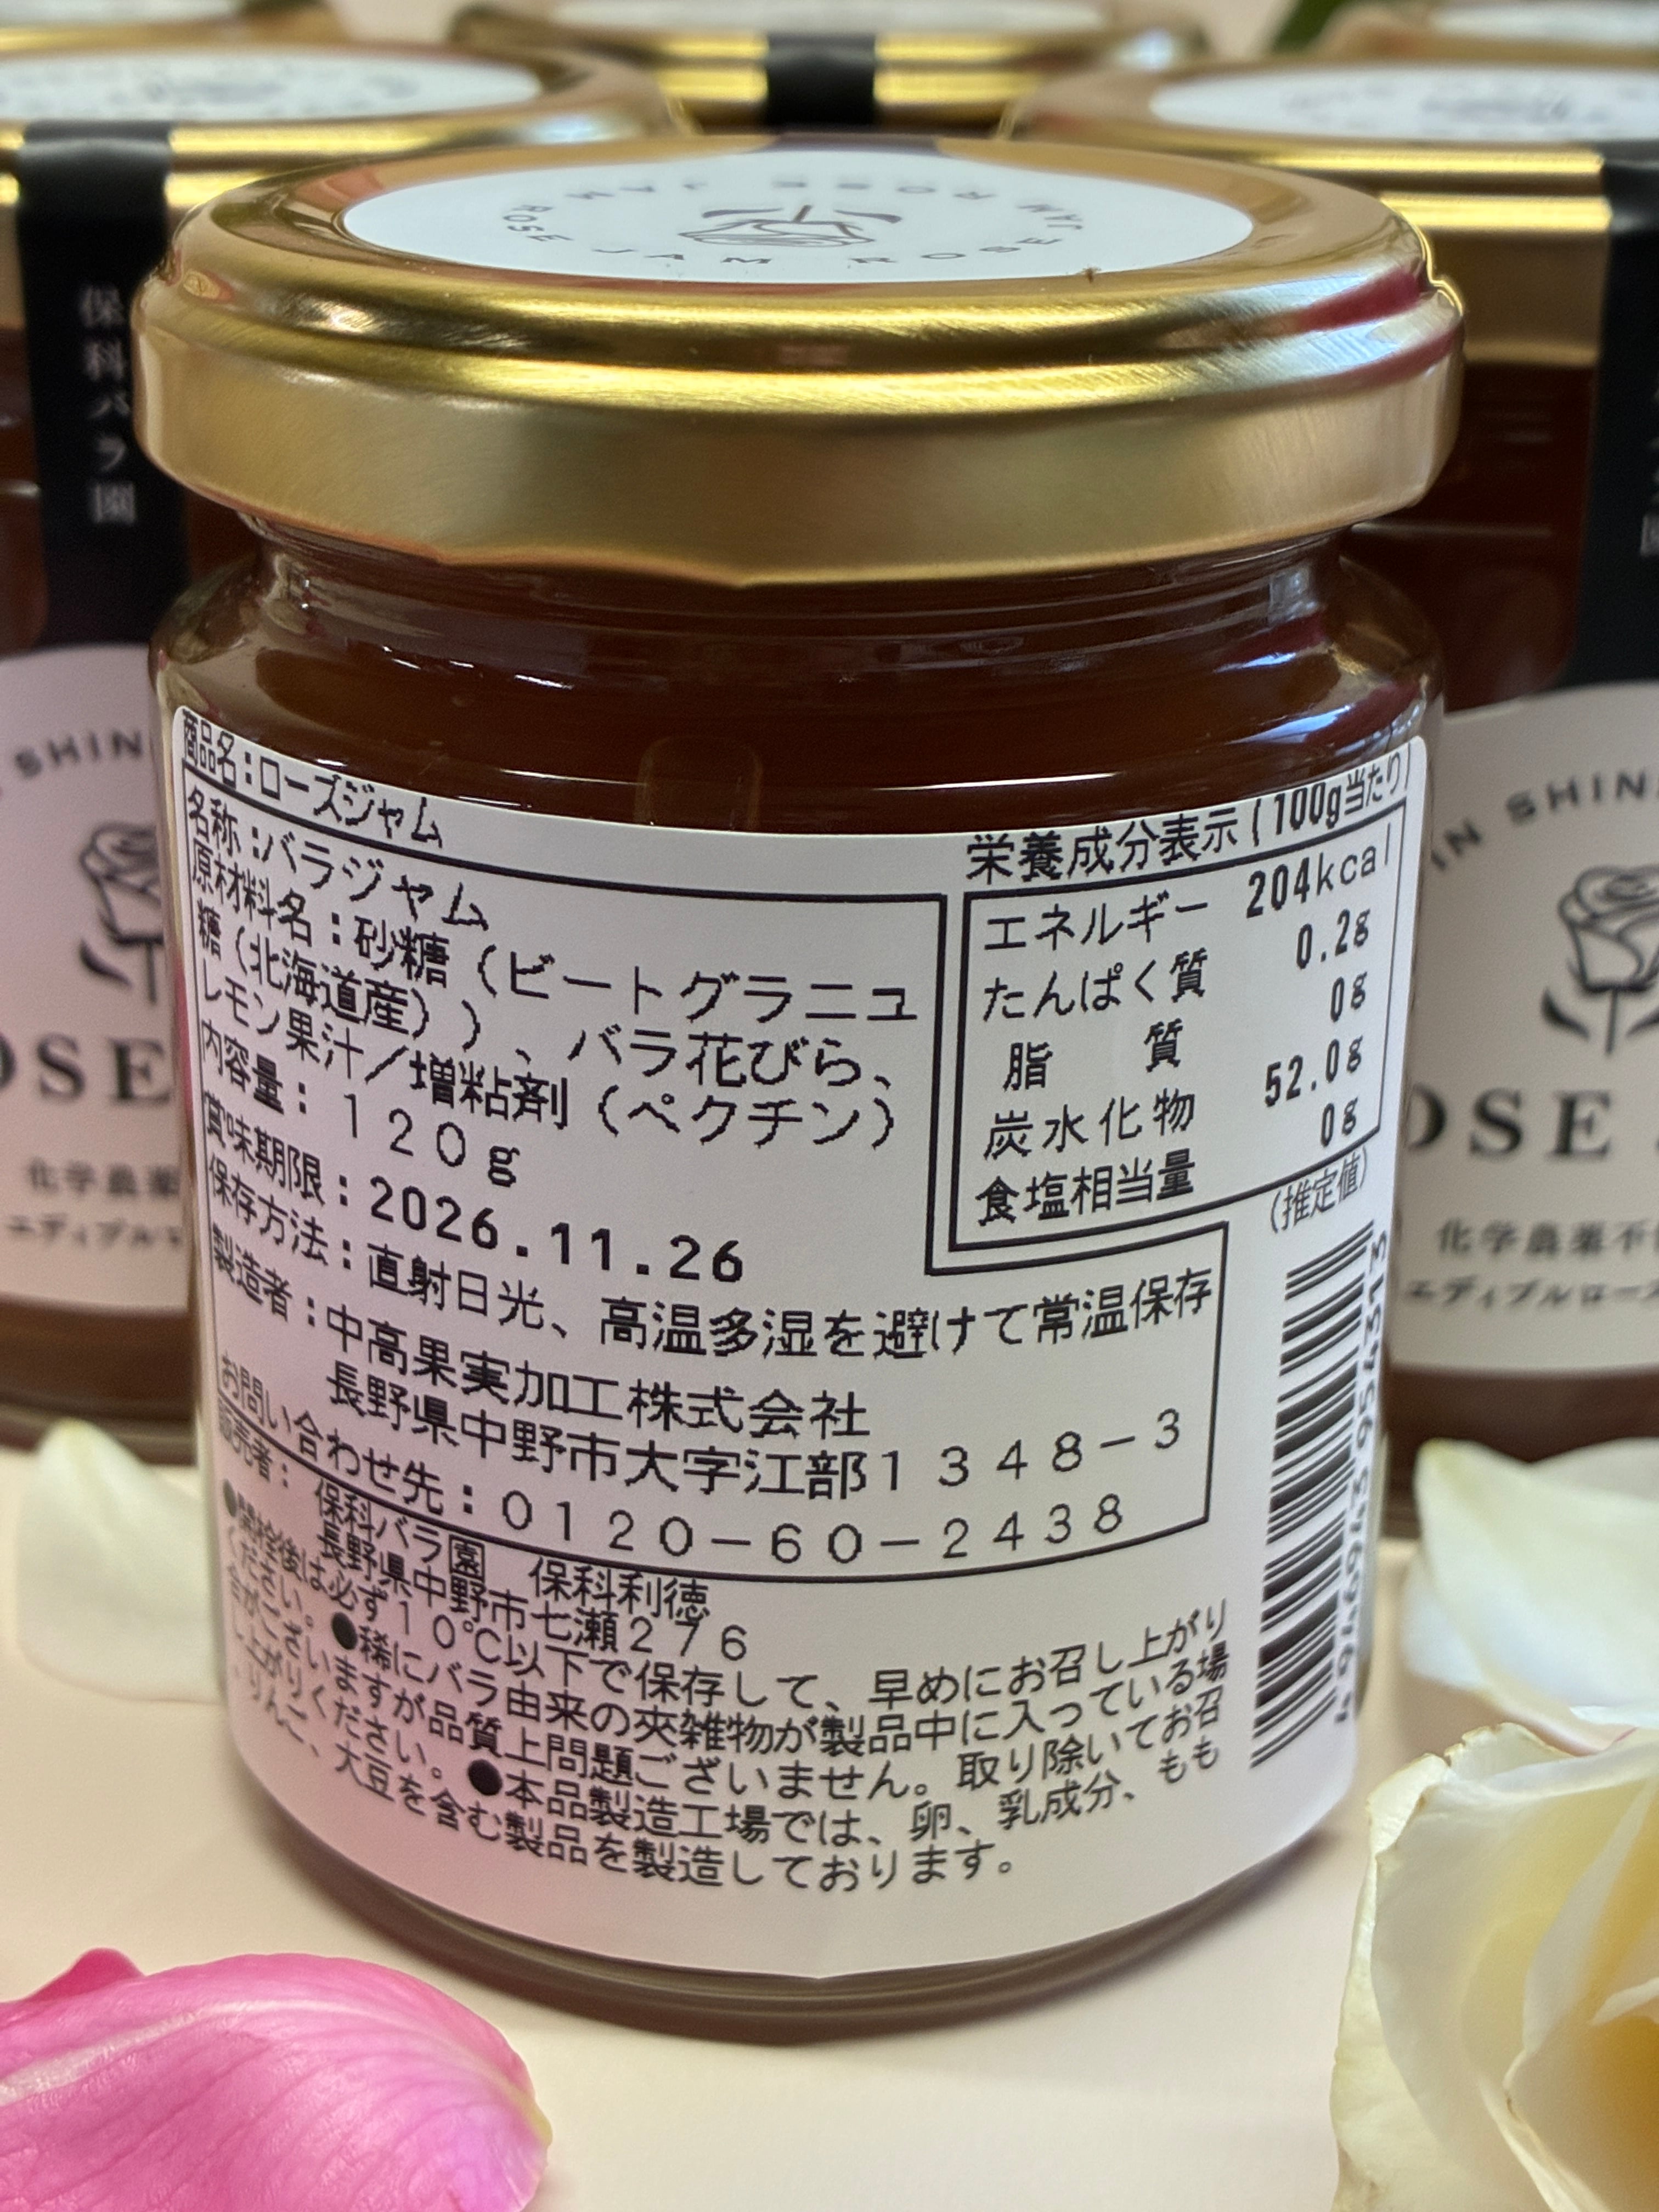 ROSE JAM ROSE JAM ROSE JAM
保科バラ園
商品名：ローズジャム
名称：バラジャム
原材料名：砂糖（ビートグラニュ
糖（北海道産））、バラ花びら、
レモン果汁／増粘剤（ペクチン）
内容量：１２０ｇ
賞味期限：2026.11.26
保存方法：直射日光、高温多湿を避けて常温保存
製造者：中高果実加工株式会社
長野県中野市大字江部１３４８－３
お問い合わせ先：０１２０－６０－２４３８
販売者：保科バラ園　保科利徳
長野県中野市七瀬２７６
●開栓後は必ず１０℃以下で保存して、早めにお召し上がり
ください。●稀にバラ由来の夾雑物が製品中に入っている場
合がございますが品質上問題ございません。取り除いてお召
し上がりください。●本品製造工場では、卵、乳成分、もも
、りんご、大豆を含む製品を製造しております。
栄養成分表示（100g当たり）
エネルギー 204kcal
たんぱく質 0.2g
脂質 0g
炭水化物 52.0g
食塩相当量 0g
（推定値）
SHIN
OSE
化学農薬
エディブル
IN SHIN
OSE
化学農薬不
エディブルロース